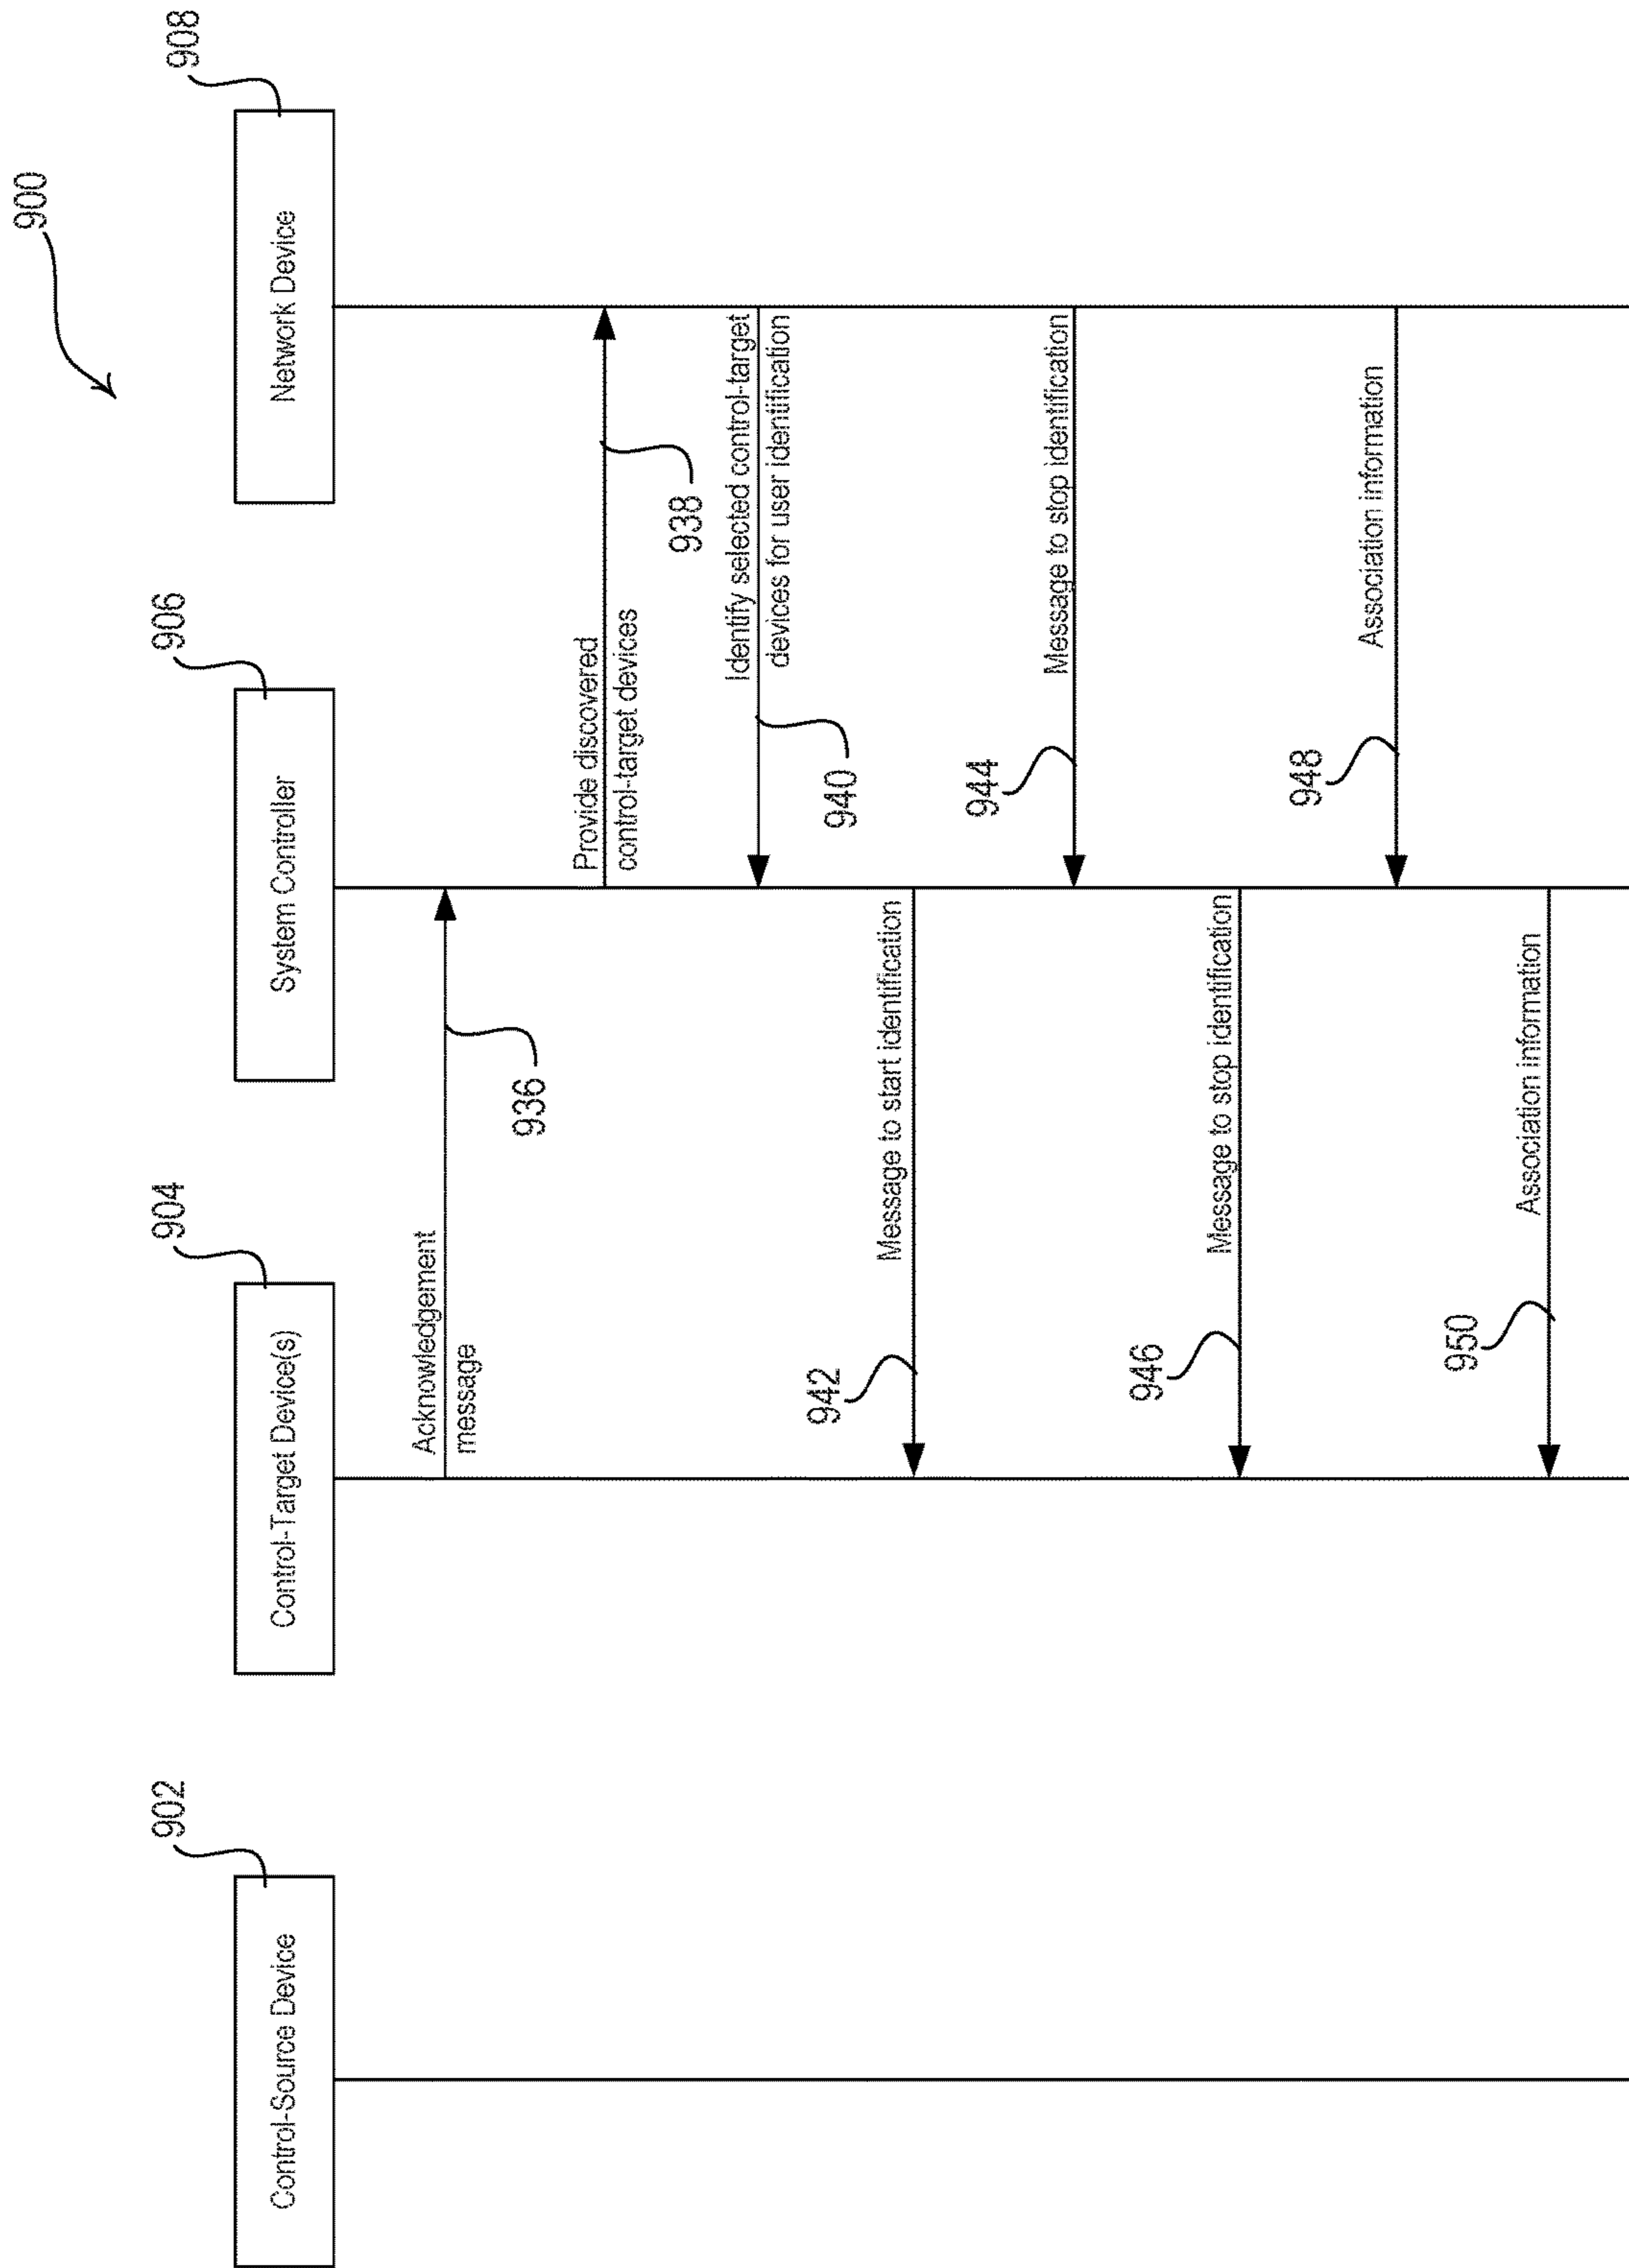 900
902
904
906
908
Control-Source Device
Control-Target Device(s)
System Controller
Network Device
Acknowledgement
message
936
Provide discovered
control-target devices
938
Identify selected control-target
devices for user identification
940
Message to start identification
942
Message to stop identification
944
Message to stop identification
946
Association information
948
Association information
950